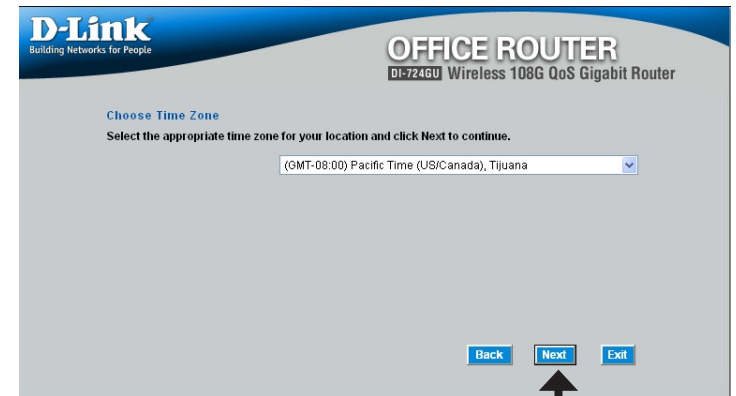 D-Link
Building Networks for People
OFFICE ROUTER
DI-724GU Wireless 108G QoS Gigabit Router
Choose Time Zone
Select the appropriate time zone for your location and click Next to continue.
(GMT-08:00) Pacific Time (US/Canada), Tijuana
Back Next Exit